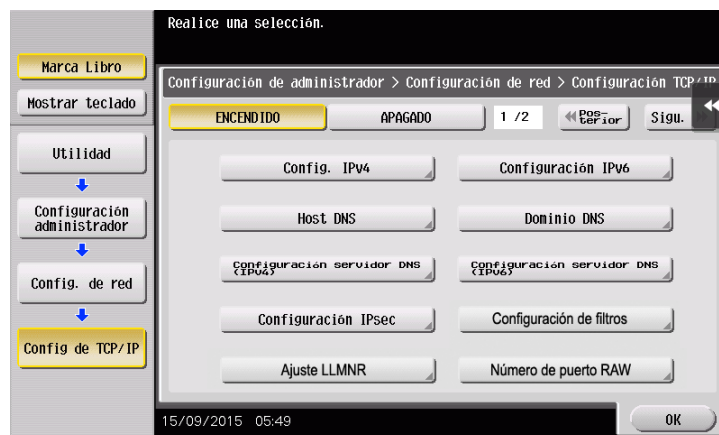 Realice una selección.
Marca Libro
Mostrar teclado
Utilidad
Configuración
administrador
Config. de red
Config de TCP/IP
Configuración de administrador > Configuración de red > Configuración TCP/IP
ENCENDIDO
APAGADO
1 /2
Pos-
terior
Sigu.
Config. IPv4
Configuración IPv6
Host DNS
Dominio DNS
Configuración servidor DNS
(IPv4)
Configuración servidor DNS
(IPv6)
Configuración IPsec
Configuración de filtros
Ajuste LLMNR
Número de puerto RAW
15/09/2015 05:49
OK